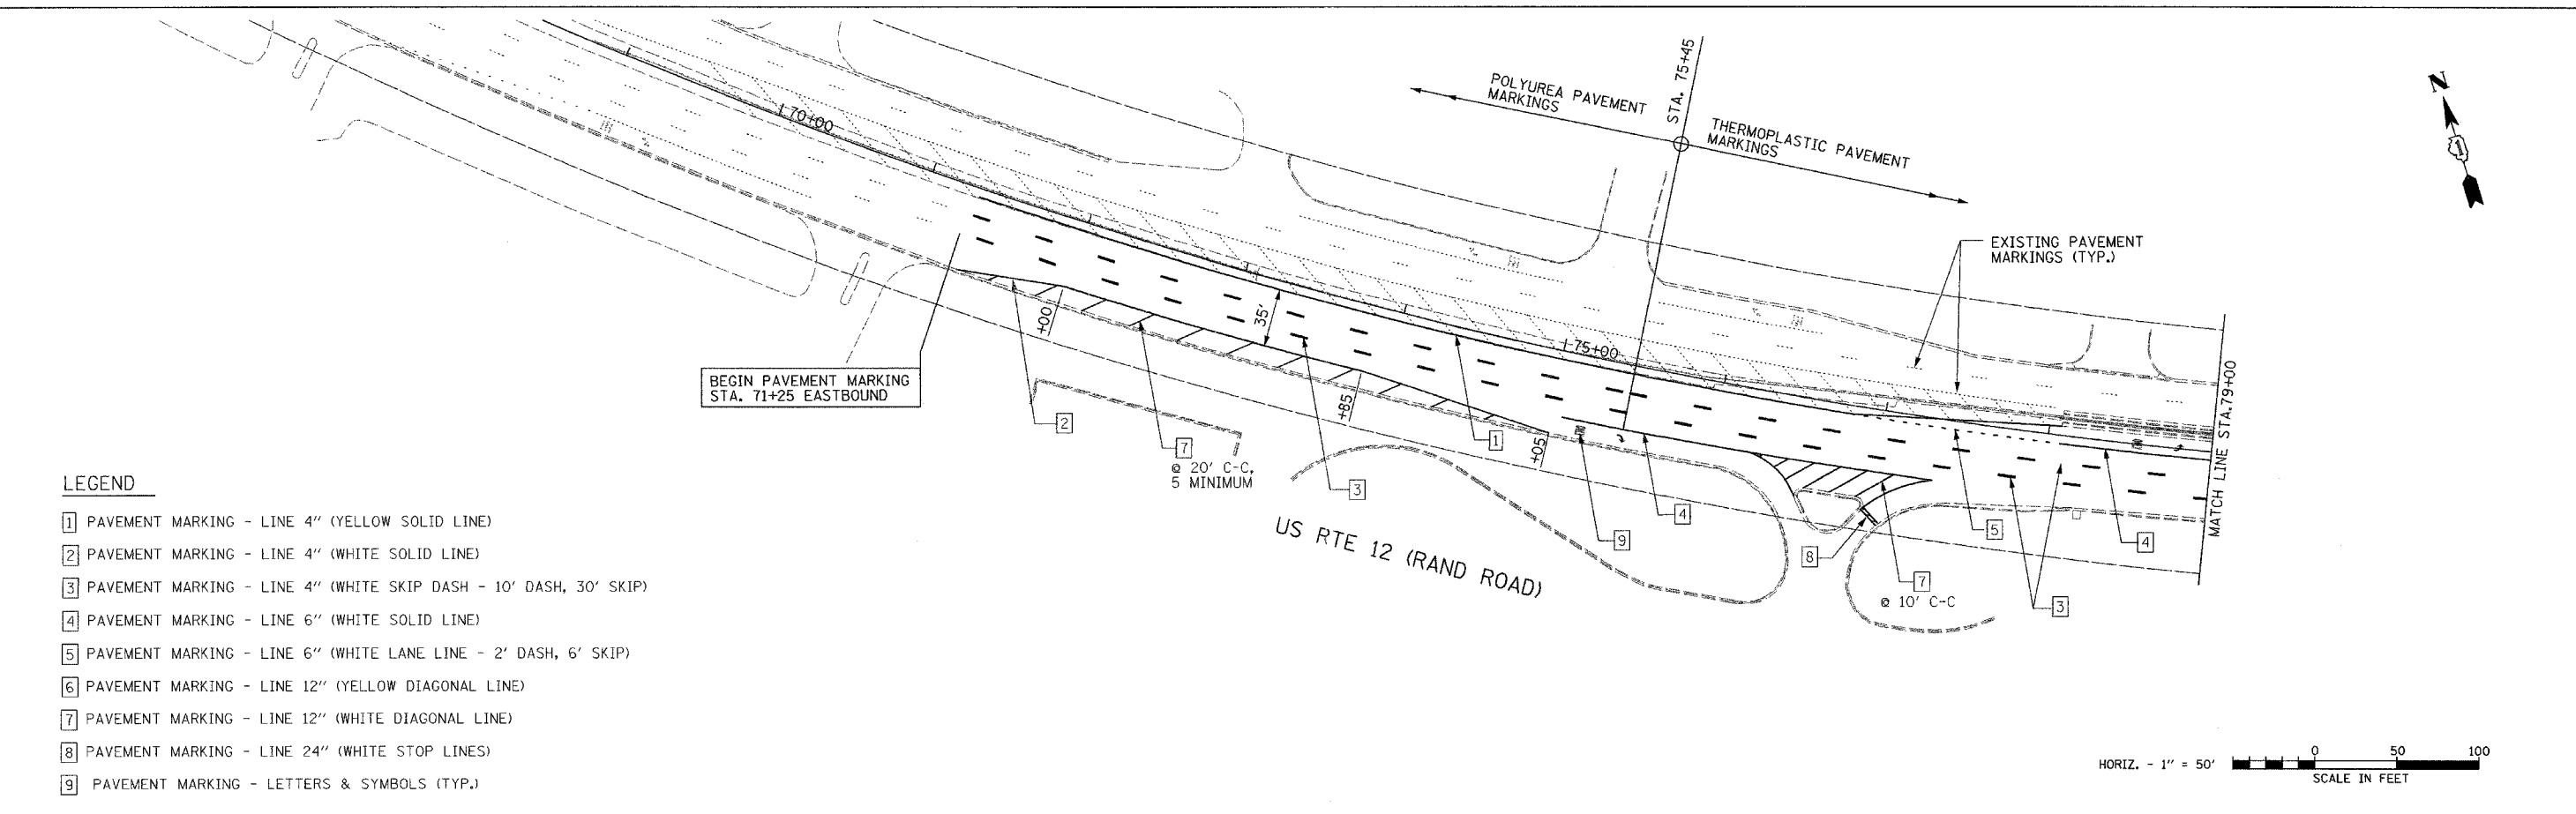 STA. 75+45
POLYUREA PAVEMENT
MARKINGS
THERMOPLASTIC PAVEMENT
MARKINGS
N
1
70+00
EXISTING PAVEMENT
MARKINGS (TYP.)
35'
+00
75+00
BEGIN PAVEMENT MARKING
STA. 71+25 EASTBOUND
+85
+05
MATCH LINE STA.79+00
2
7
@ 20' C-C,
5 MINIMUM
3
1
4
9
8
5
4
7
@ 10' C-C
3
US RTE 12 (RAND ROAD)
LEGEND
1 PAVEMENT MARKING - LINE 4" (YELLOW SOLID LINE)
2 PAVEMENT MARKING - LINE 4" (WHITE SOLID LINE)
3 PAVEMENT MARKING - LINE 4" (WHITE SKIP DASH - 10' DASH, 30' SKIP)
4 PAVEMENT MARKING - LINE 6" (WHITE SOLID LINE)
5 PAVEMENT MARKING - LINE 6" (WHITE LANE LINE - 2' DASH, 6' SKIP)
6 PAVEMENT MARKING - LINE 12" (YELLOW DIAGONAL LINE)
7 PAVEMENT MARKING - LINE 12" (WHITE DIAGONAL LINE)
8 PAVEMENT MARKING - LINE 24" (WHITE STOP LINES)
9 PAVEMENT MARKING - LETTERS & SYMBOLS (TYP.)
HORIZ. - 1" = 50'
0 50 100
SCALE IN FEET